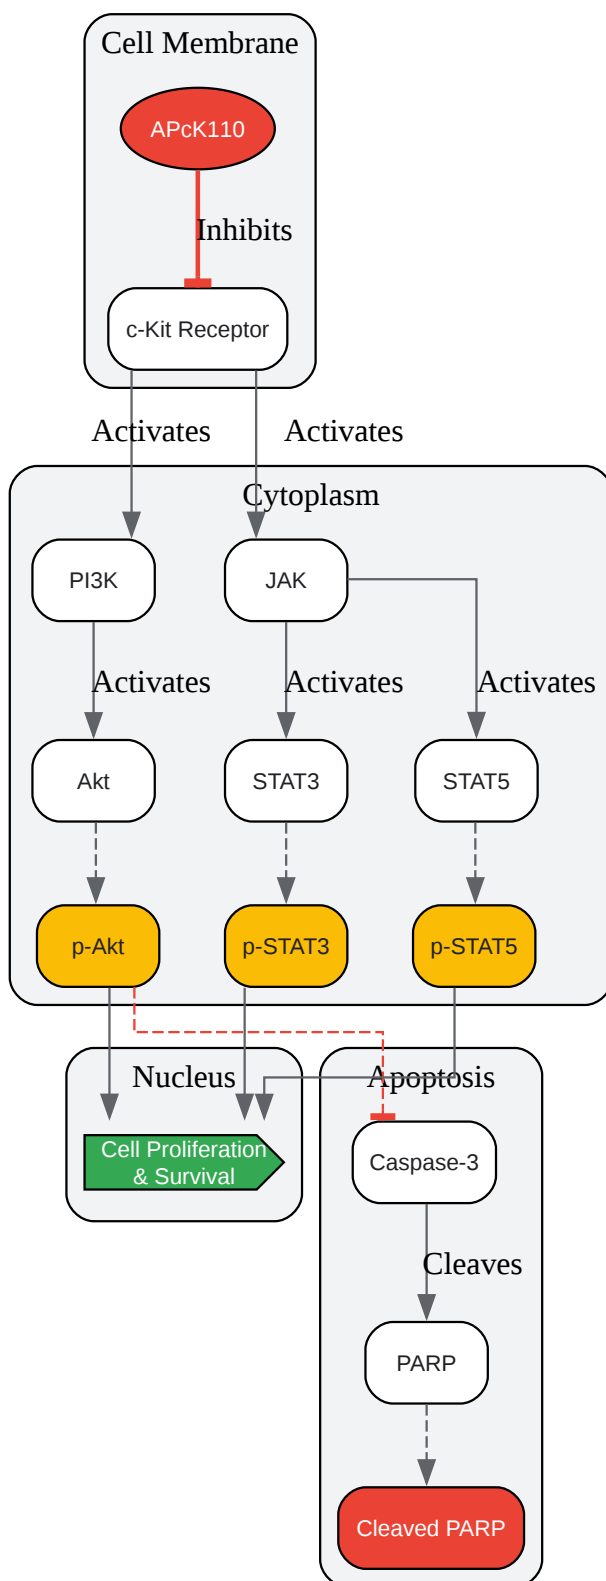 Cell Membrane
APcK110
Inhibits
c-Kit Receptor
Activates
Activates
Cytoplasm
PI3K
JAK
Activates
Activates
Activates
Akt
STAT3
STAT5
p-Akt
p-STAT3
p-STAT5
Nucleus
Apoptosis
Cell Proliferation
& Survival
Caspase-3
Cleaves
PARP
Cleaved PARP